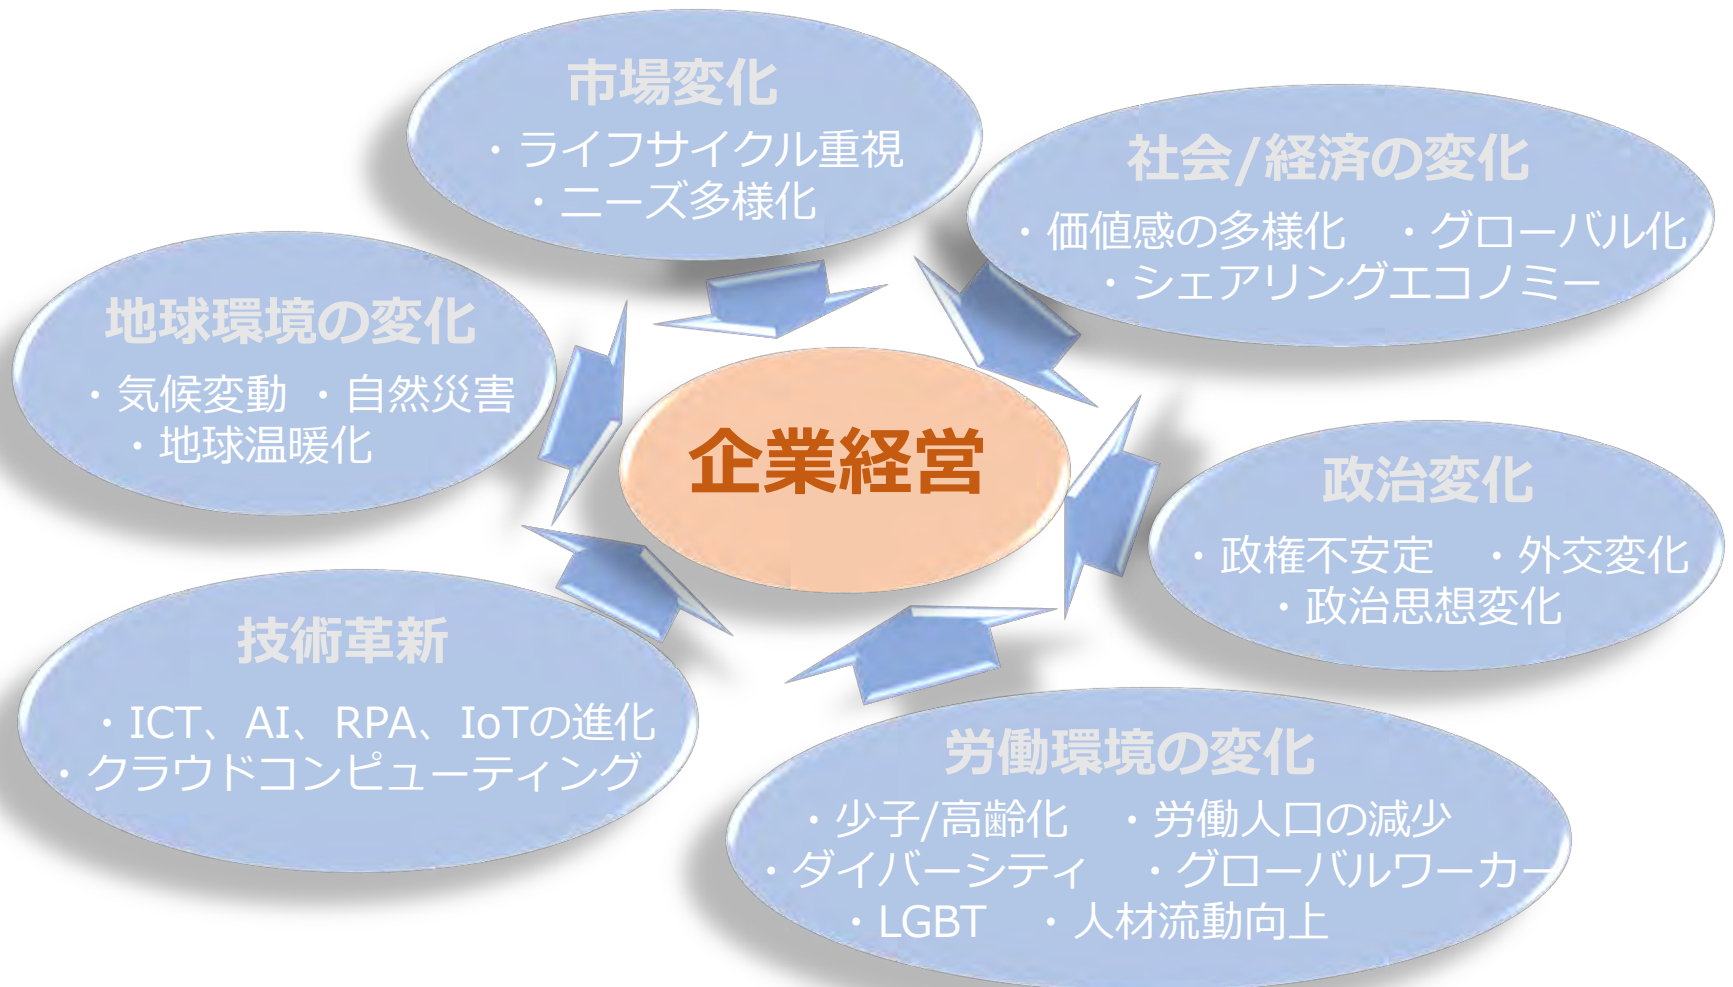 市場変化
・ライフサイクル重視
・ニーズ多様化
社会/経済の変化
・価値感の多様化　・グローバル化
・シェアリングエコノミー
地球環境の変化
・気候変動 ・自然災害
・地球温暖化
企業経営
政治変化
・政権不安定　・外交変化
・政治思想変化
技術革新
・ICT、AI、RPA、IoTの進化
・クラウドコンピューティング
労働環境の変化
・少子/高齢化　・労働人口の減少
・ダイバーシティ　・グローバルワーカー
・LGBT　・人材流動向上